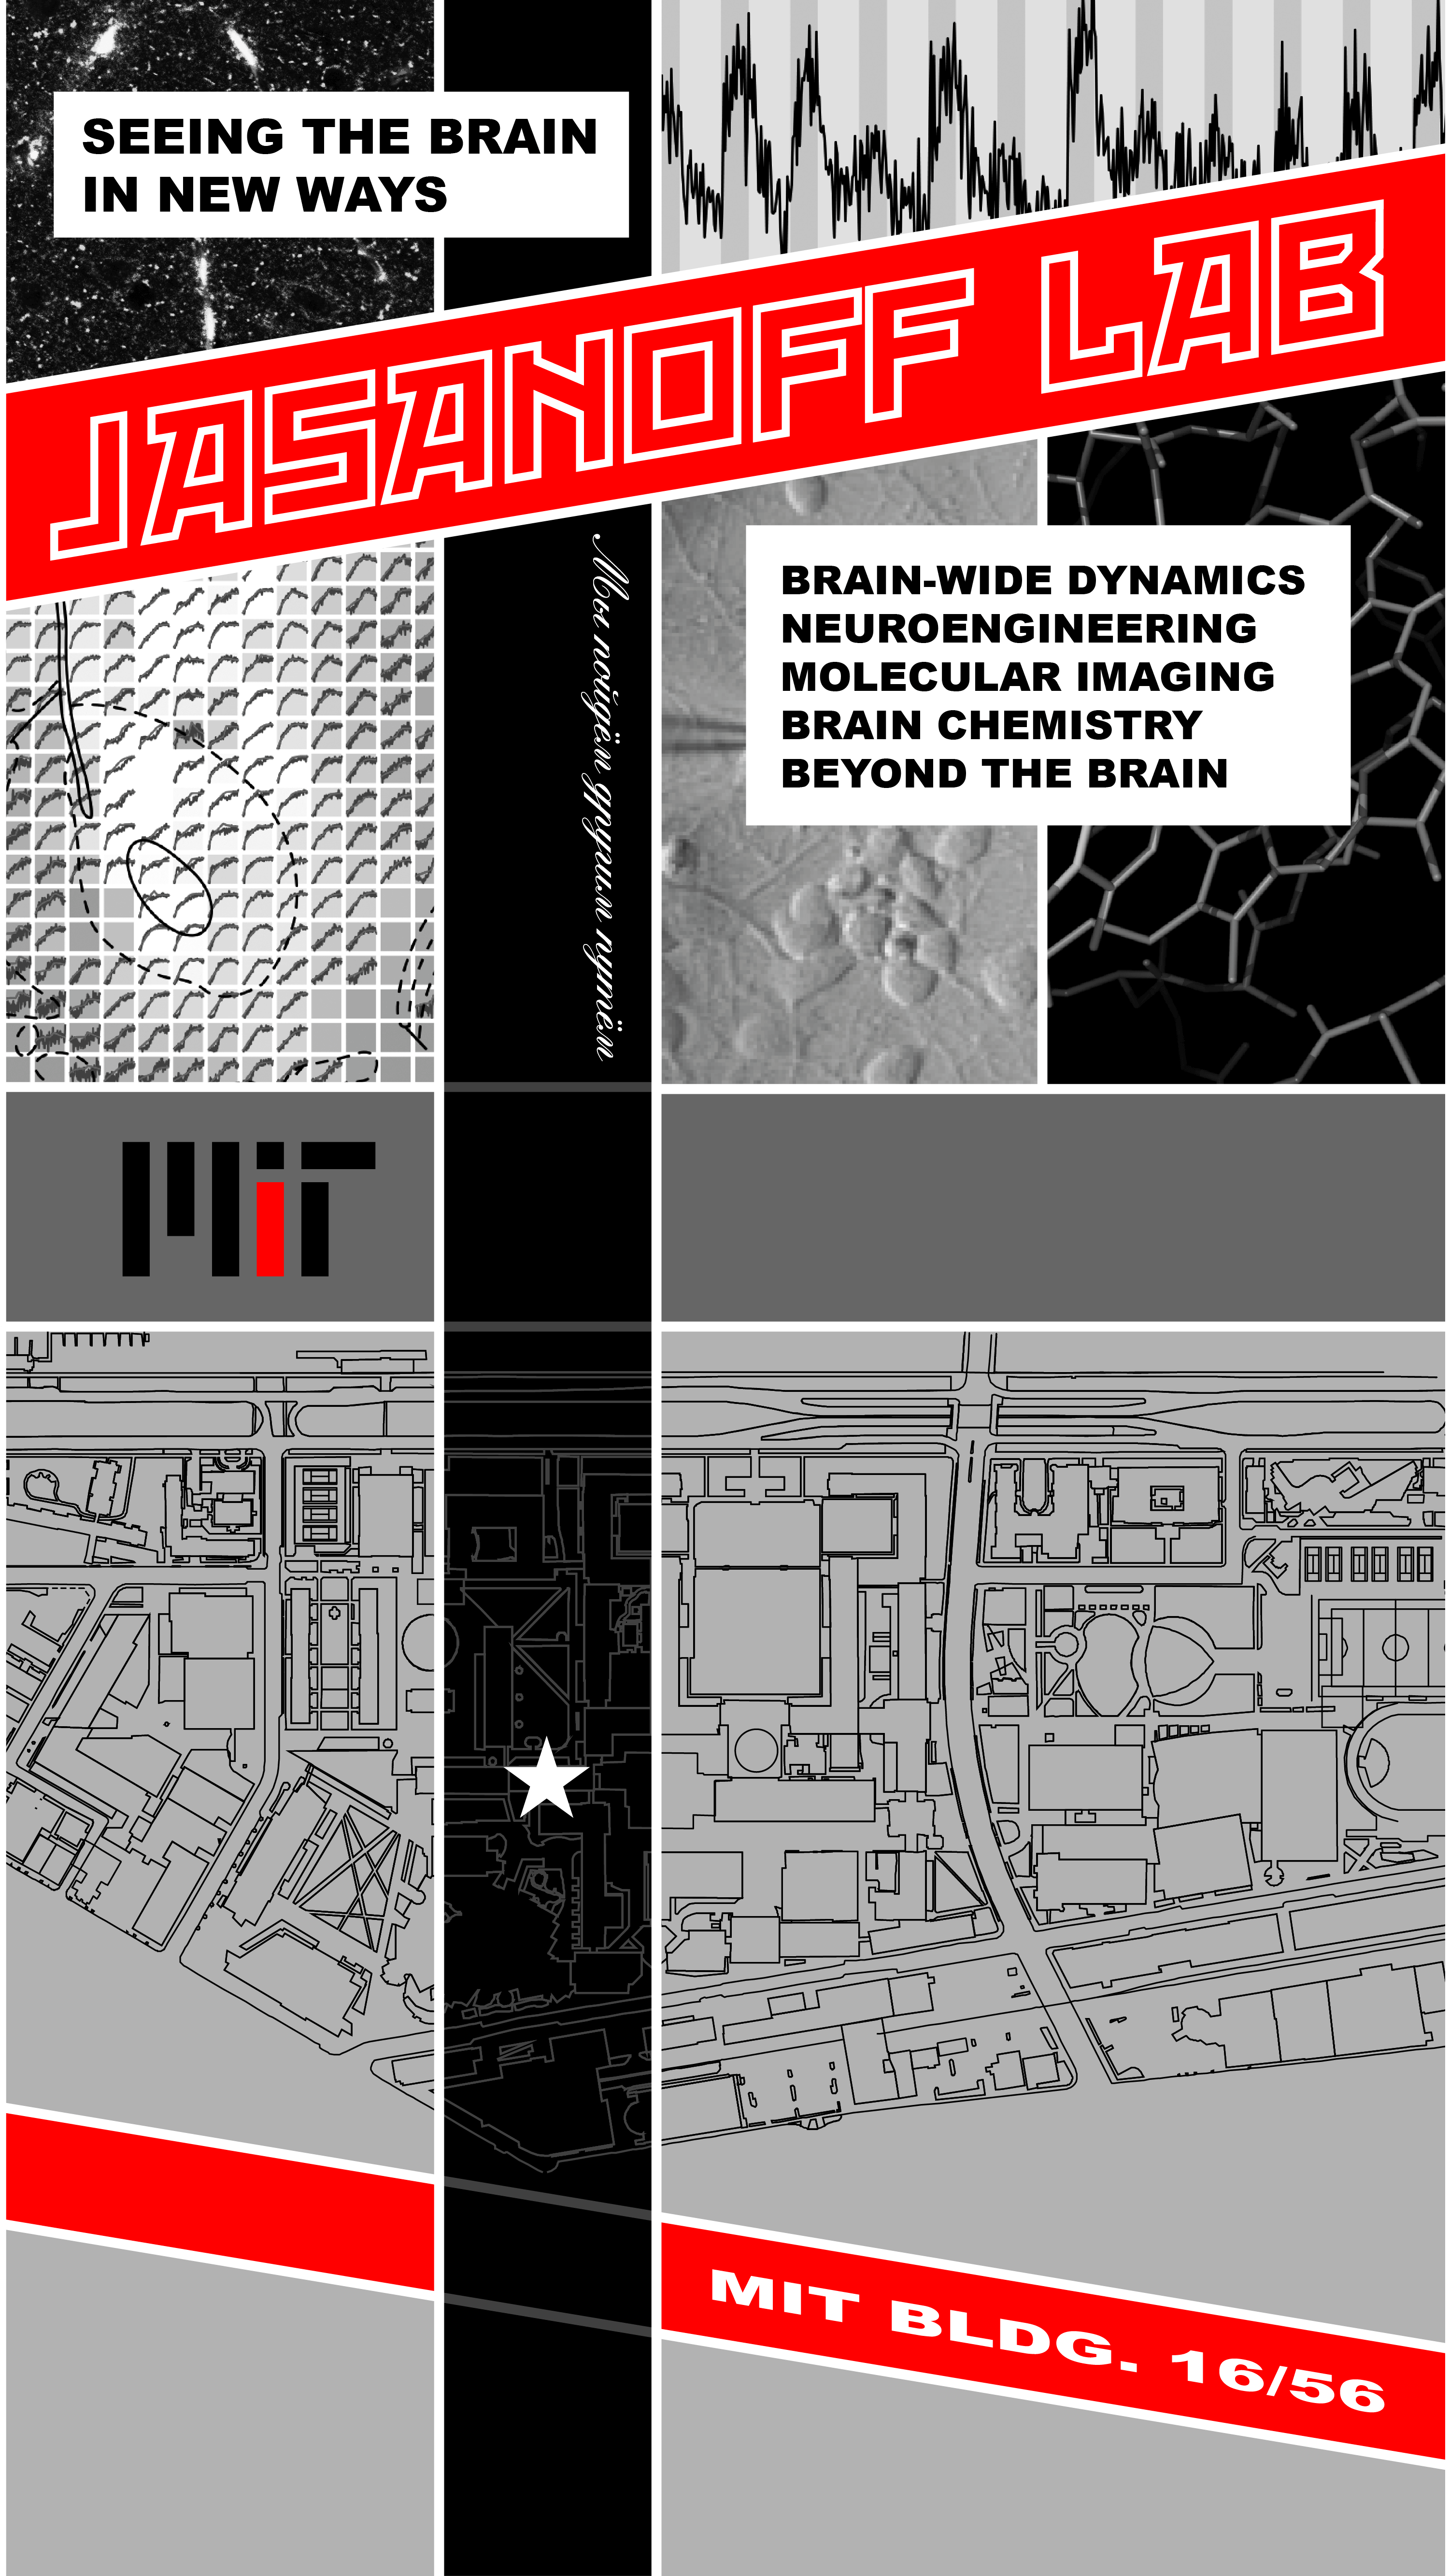 SEEING THE BRAIN
IN NEW WAYS
JASANOFF LAB
Мы пойдём другим путём
BRAIN-WIDE DYNAMICS
NEUROENGINEERING
MOLECULAR IMAGING
BRAIN CHEMISTRY
BEYOND THE BRAIN
MIT
MIT BLDG. 16/56